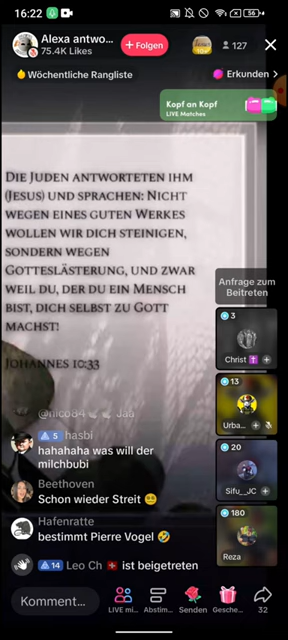 16:22
56
Alexa antwo...
75.4K Likes
+ Folgen
127
Wöchentliche Rangliste
Erkunden >
Kopf an Kopf
LIVE Matches
DIE JUDEN ANTWORTETEN IHM
(JESUS) UND SPRACHEN: NICHT
WEGEN EINES GUTEN WERKES
WOLLEN WIR DICH STEINIGEN,
SONDERN WEGEN
GOTTESLÄSTERUNG, UND ZWAR
WEIL DU, DER DU EIN MENSCH
BIST, DICH SELBST ZU GOTT
MACHST!
JOHANNES 10:33
Anfrage zum
Beitreten
3
Christ
13
Urba...
20
Sifu_JC
180
Reza
@nico84 Jaa
5 hasbi
hahahaha was will der
milchbubi
Beethoven
Schon wieder Streit
Hafenratte
bestimmt Pierre Vogel 🤣
14 Leo Ch 🇨🇭 ist beigetreten
Komment...
LIVE mi...
Abstim...
Senden
Gesche...
32